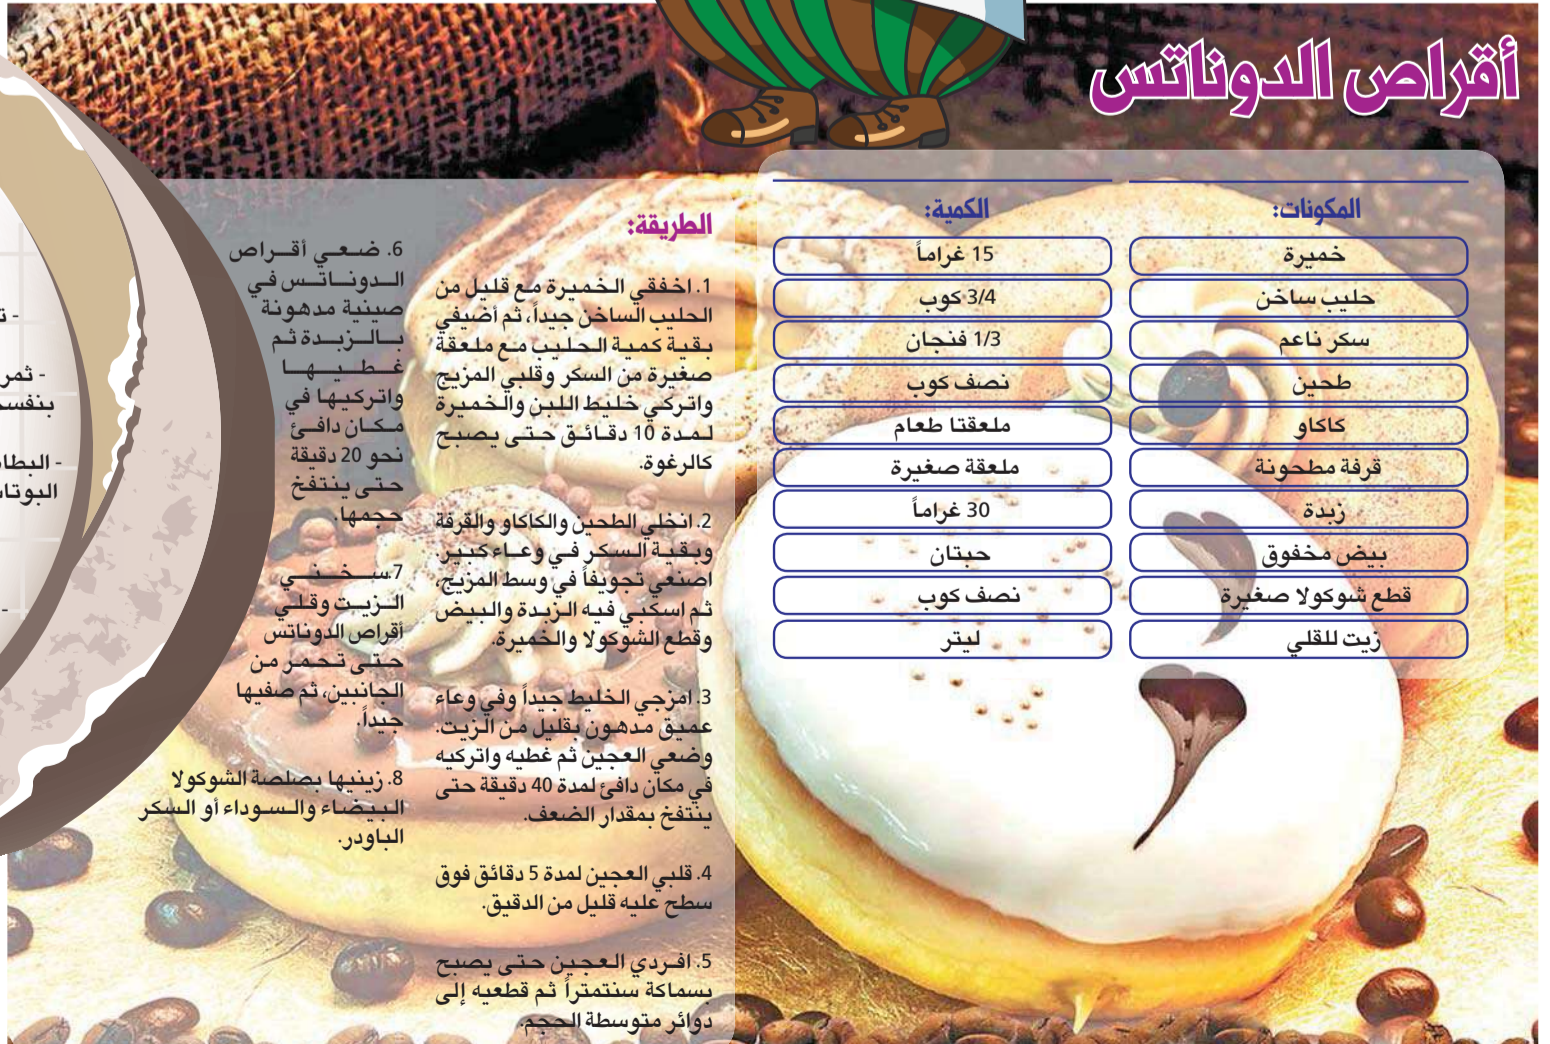 أقراص الدوناتس
المكونات: الكمية:
خميرة 15 غراماً
حليب ساخن 3/4 كوب
سكر ناعم 1/3 فنجان
طحين نصف كوب
كاكاو ملعقتا طعام
قرفة مطحونة ملعقة صغيرة
زبدة 30 غراماً
بيض مخفوق حبتان
قطع شوكولا صغيرة نصف كوب
زيت للقلي ليتر
الطريقة:
1. اخفقي الخميرة مع قليل من
الحليب الساخن جيداً، ثم أضيفي
بقية كمية الحليب مع ملعقة
صغيرة من السكر وقلبي المزيج
واتركي خليط اللبن والخميرة
لمدة 10 دقائق حتى يصبح
كالرغوة.
2. انخلي الطحين والكاكاو والقرفة
وبقية السكر في وعاء كبير.
اصنعي تجويفاً في وسط المزيج،
ثم اسكبي فيه الزبدة والبيض
وقطع الشوكولا والخميرة.
3. امزجي الخليط جيداً وفي وعاء
عميق مدهون بقليل من الزيت.
وضعي العجين ثم غطيه واتركيه
في مكان دافئ لمدة 40 دقيقة حتى
ينتفخ بمقدار الضعف.
4. قلبي العجين لمدة 5 دقائق فوق
سطح عليه قليل من الدقيق.
5. افردي العجين حتى يصبح
بسماكة سنتمتراً ثم قطعيه إلى
دوائر متوسطة الحجم.
6. ضعي أقراص
الدوناتس في
صينية مدهونة
بالزبدة ثم
غطيها
واتركيها في
مكان دافئ
نحو 20 دقيقة
حتى ينتفخ
حجمها.
7.سخني
الزيت وقلي
أقراص الدوناتس
حتى تحمر من
الجانبين، ثم صفيها
جيداً.
8. زينيها بصلصة الشوكولا
البيضاء والسوداء أو السكر
الباودر.
- ثمر